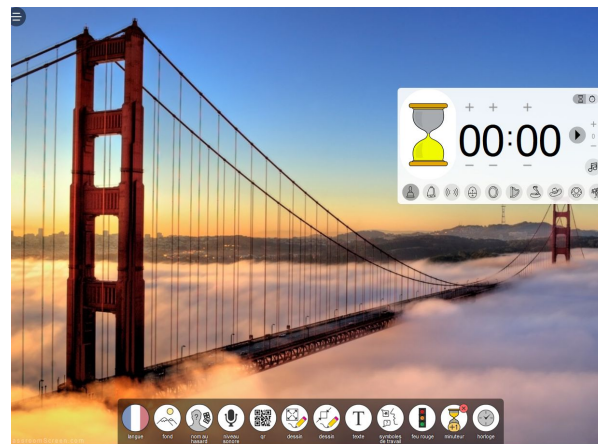 00:00
+1
langue
fond
nom au hasard
niveau sonore
qr
dessin
dessin
T
texte
symboles de travail
feu rouge
minuteur
horloge